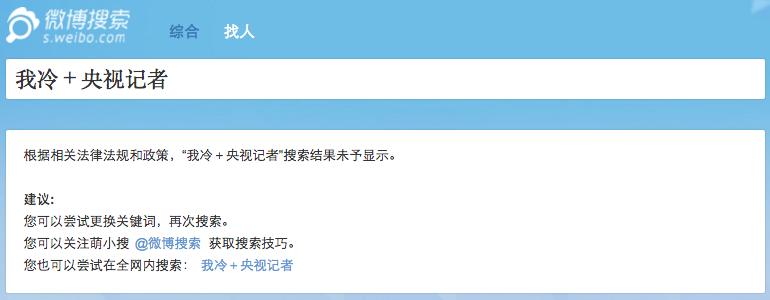 微博搜索
s.weibo.com
综合 找人
我冷＋央视记者
根据相关法律法规和政策，“我冷＋央视记者”搜索结果未予显示。
建议：
您可以尝试更换关键词，再次搜索。
您可以关注萌小搜 @微博搜索 获取搜索技巧。
您也可以尝试在全网内搜索： 我冷＋央视记者